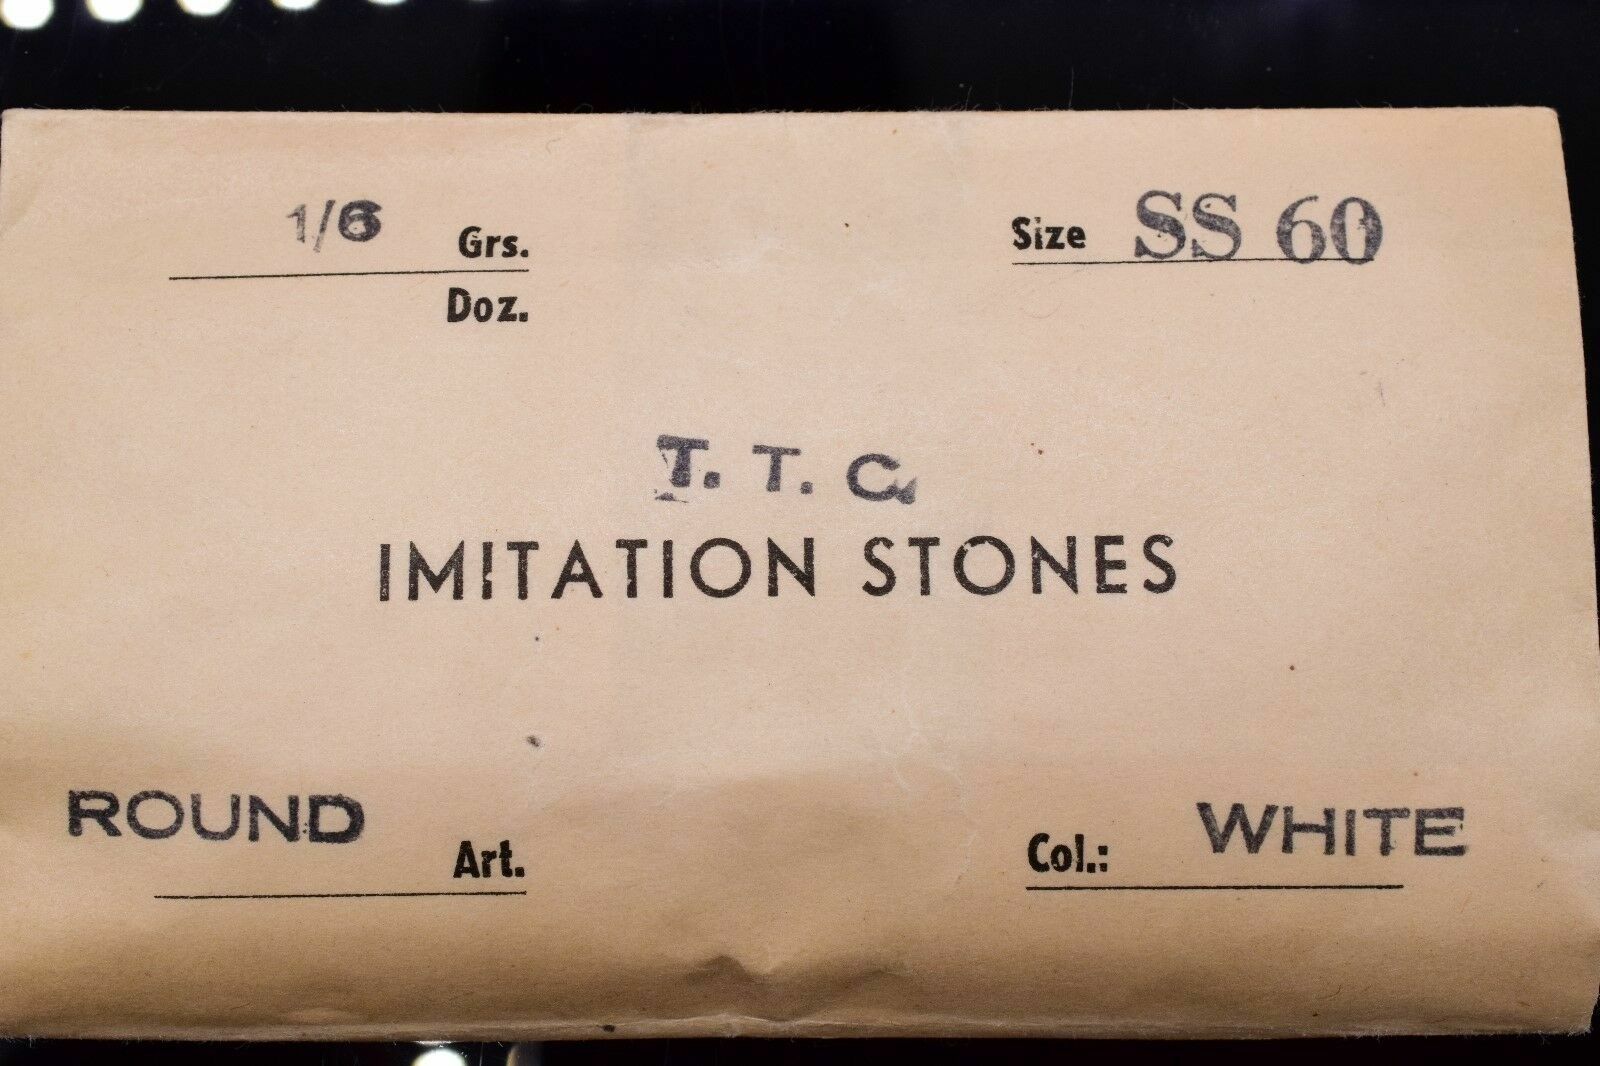 1/6 Grs.
Doz.
Size SS 60
T. T. C.
IMITATION STONES
ROUND Art.
Col.: WHITE